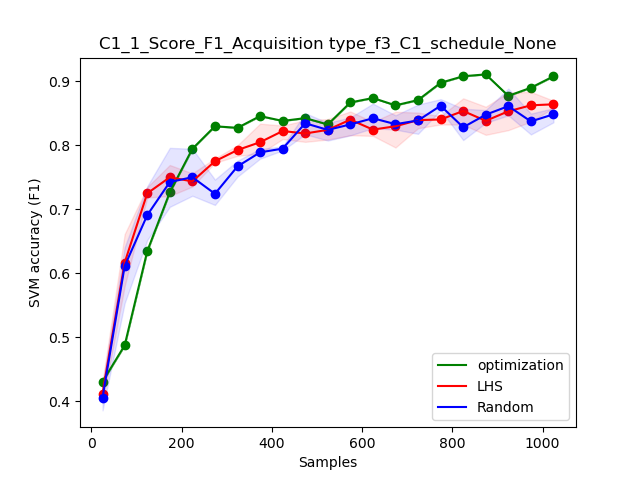 C1_1_Score_F1_Acquisition type_f3_C1_schedule_None
SVM accuracy (F1)
0.9
0.8
0.7
0.6
0.5
0.4
optimization
LHS
Random
0 200 400 600 800 1000
Samples